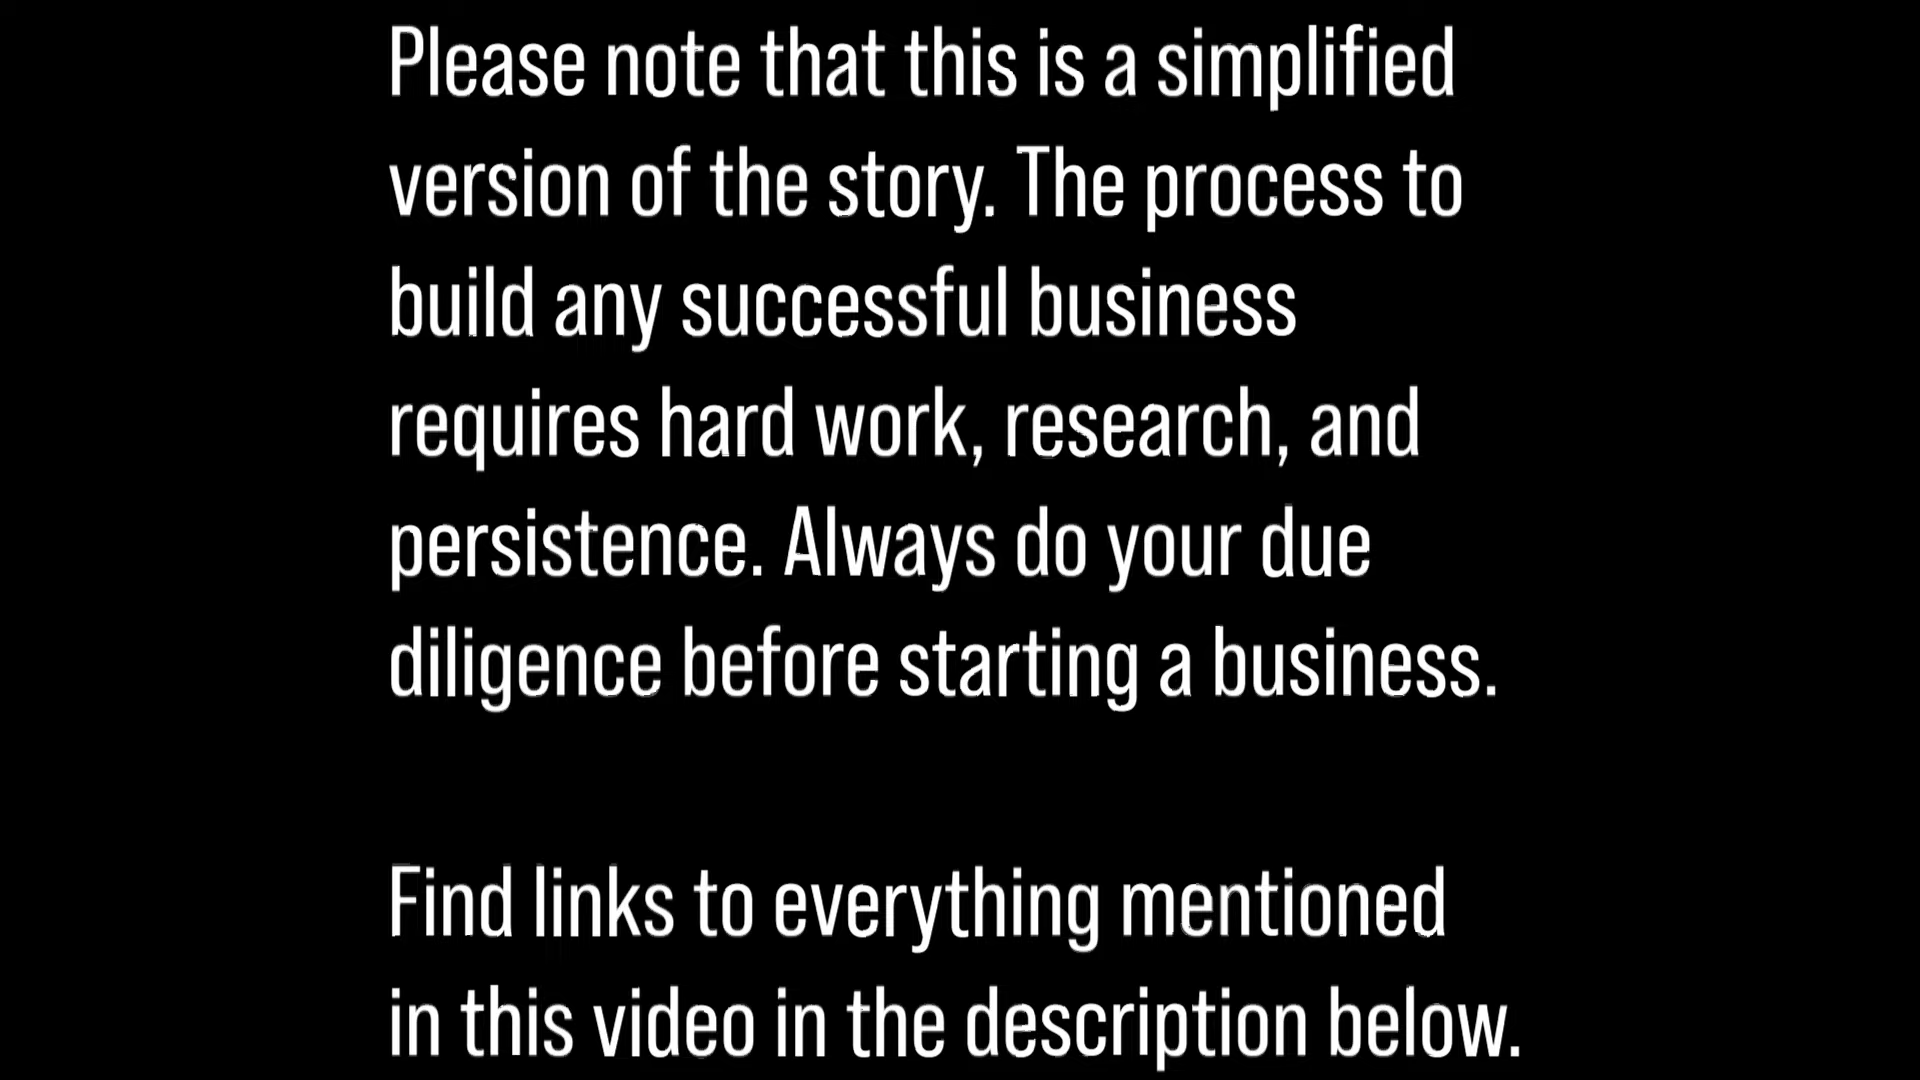 Please note that this is a simplified
version of the story. The process to
build any successful business
requires hard work, research, and
persistence. Always do your due
diligence before starting a business.
Find links to everything mentioned
in this video in the description below.